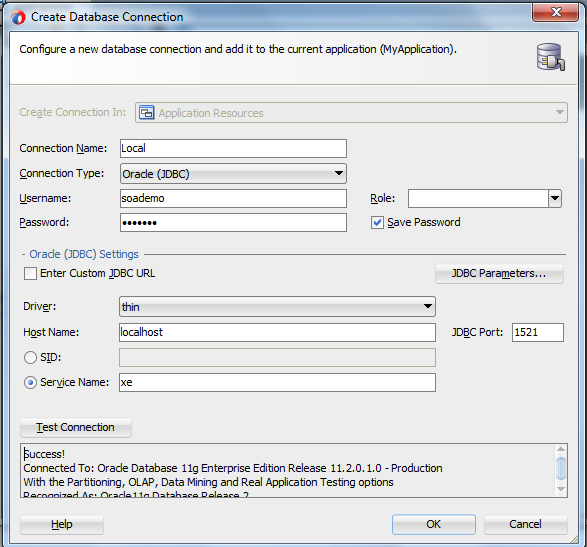 Create Database Connection
Configure a new database connection and add it to the current application (MyApplication).
Create Connection In: Application Resources
Connection Name: Local
Connection Type: Oracle (JDBC)
Username: soademo Role:
Password: ••••••• Save Password
Oracle (JDBC) Settings
Enter Custom JDBC URL JDBC Parameters...
Driver: thin
Host Name: localhost JDBC Port: 1521
SID:
Service Name: xe
Test Connection
Success!
Connected To: Oracle Database 11g Enterprise Edition Release 11.2.0.1.0 - Production
With the Partitioning, OLAP, Data Mining and Real Application Testing options
Recognized As: Oracle11g Database Release 2
Help OK Cancel